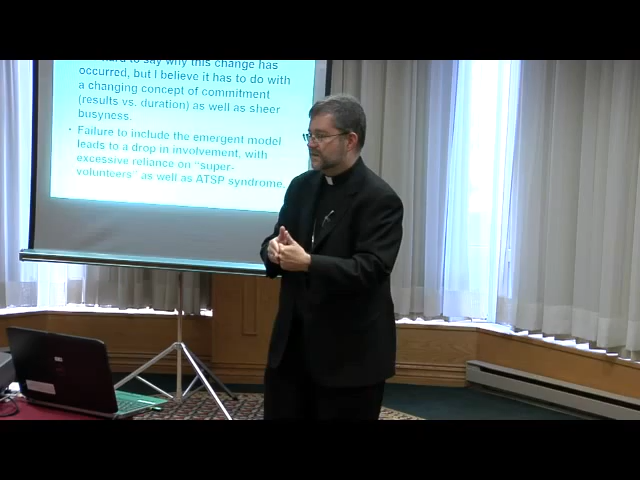 to say why this change has
occurred, but I believe it has to do with
a changing concept of commitment
(results vs. duration) as well as sheer
busyness.
• Failure to include the emergent model
leads to a drop in involvement, with
excessive reliance on “super-
volunteers” as well as ATSP syndrome.